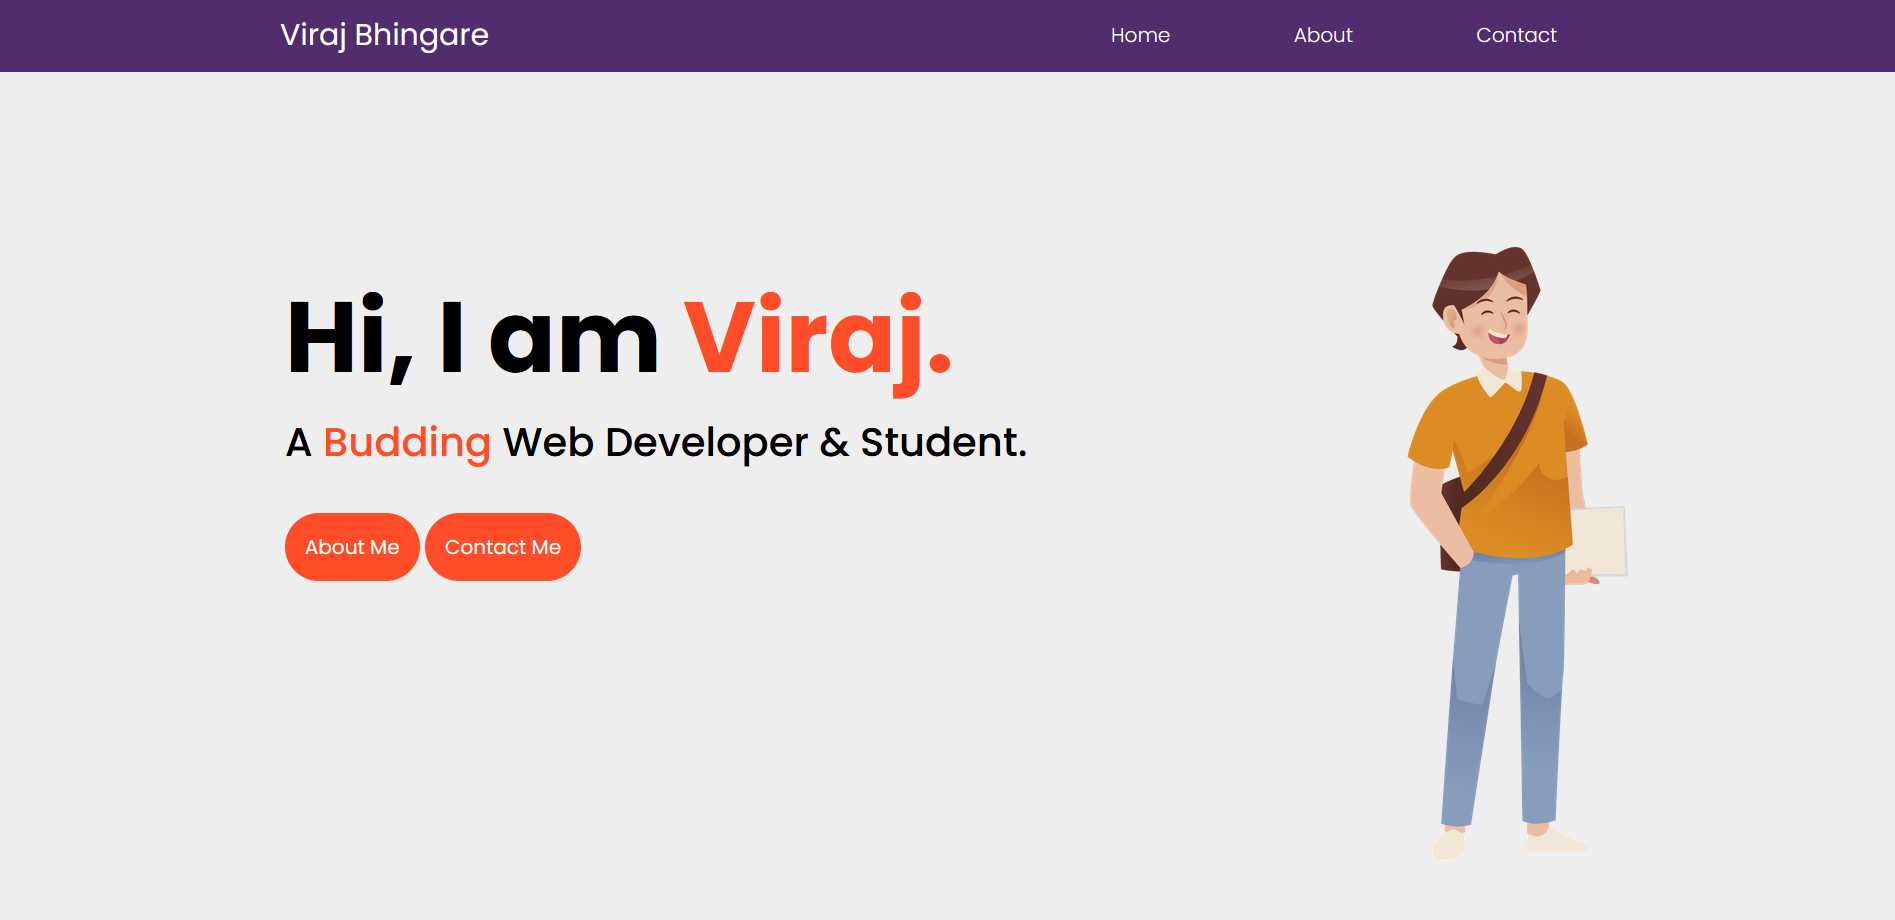 Viraj Bhingare
Home
About
Contact
Hi, I am Viraj.
A Budding Web Developer & Student.
About Me
Contact Me